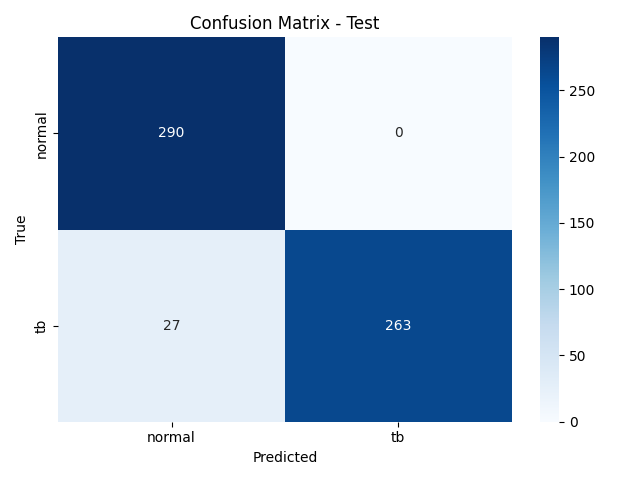 Confusion Matrix - Test
normal
290
0
True
tb
27
263
normal
tb
Predicted
250
200
150
100
50
0